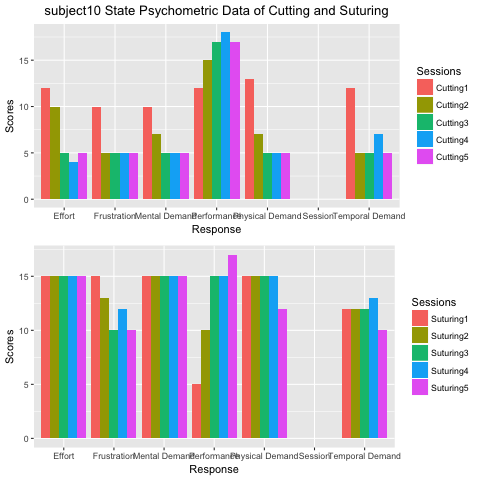 subject10 State Psychometric Data of Cutting and Suturing
15
10
5
0
Scores
Effort Frustration Mental Demand Performance Physical Demand Session Temporal Demand
Response
Sessions
Cutting1
Cutting2
Cutting3
Cutting4
Cutting5
15
10
5
0
Scores
Effort Frustration Mental Demand Performance Physical Demand Session Temporal Demand
Response
Sessions
Suturing1
Suturing2
Suturing3
Suturing4
Suturing5